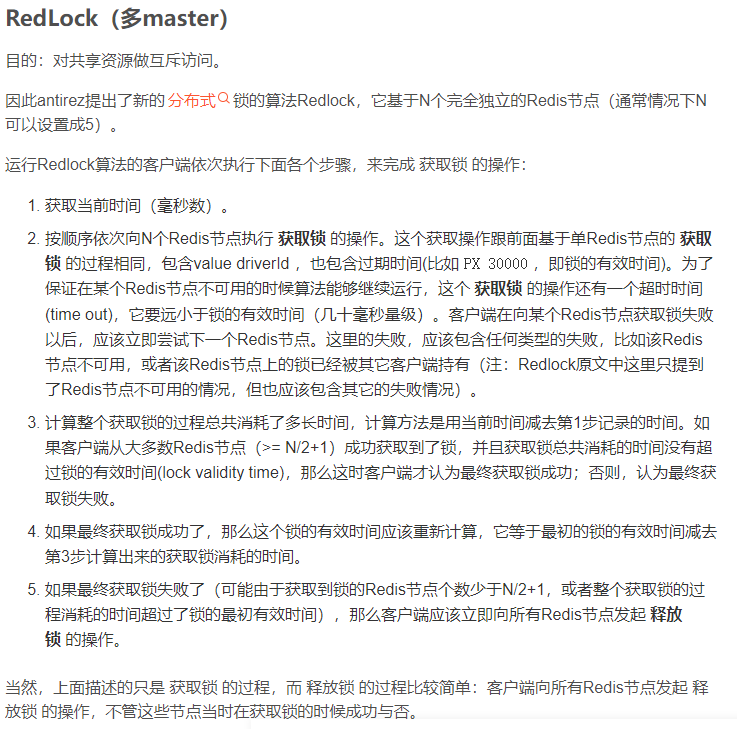 RedLock（多master）
目的：对共享资源做互斥访问。
因此antirez提出了新的 分布式 锁的算法Redlock，它基于N个完全独立的Redis节点（通常情况下N
可以设置成5）。
运行Redlock算法的客户端依次执行下面各个步骤，来完成 获取锁 的操作：
1. 获取当前时间（毫秒数）。
2. 按顺序依次向N个Redis节点执行 获取锁 的操作。这个获取操作跟前面基于单Redis节点的 获取
锁 的过程相同，包含value driverId ，也包含过期时间(比如 PX 30000 ，即锁的有效时间)。为了
保证在某个Redis节点不可用的时候算法能够继续运行，这个 获取锁 的操作还有一个超时时间
(time out)，它要远小于锁的有效时间（几十毫秒量级）。客户端在向某个Redis节点获取锁失败
以后，应该立即尝试下一个Redis节点。这里的失败，应该包含任何类型的失败，比如该Redis
节点不可用，或者该Redis节点上的锁已经被其它客户端持有（注：Redlock原文中这里只提到
了Redis节点不可用的情况，但也应该包含其它的失败情况）。
3. 计算整个获取锁的过程总共消耗了多长时间，计算方法是用当前时间减去第1步记录的时间。如
果客户端从大多数Redis节点（>= N/2+1）成功获取到了锁，并且获取锁总共消耗的时间没有超
过锁的有效时间(lock validity time)，那么这时客户端才认为最终获取锁成功；否则，认为最终获
取锁失败。
4. 如果最终获取锁成功了，那么这个锁的有效时间应该重新计算，它等于最初的锁的有效时间减去
第3步计算出来的获取锁消耗的时间。
5. 如果最终获取锁失败了（可能由于获取到锁的Redis节点个数少于N/2+1，或者整个获取锁的过
程消耗的时间超过了锁的最初有效时间），那么客户端应该立即向所有Redis节点发起 释放
锁 的操作。
当然，上面描述的只是 获取锁 的过程，而 释放锁 的过程比较简单：客户端向所有Redis节点发起 释
放锁 的操作，不管这些节点当时在获取锁的时候成功与否。